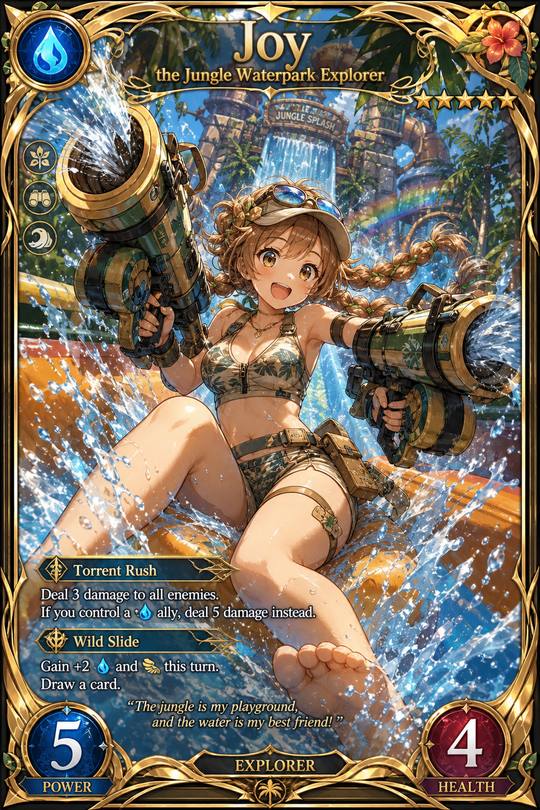 Joy
the Jungle Waterpark Explorer
JUNGLE SPLASH
Torrent Rush
Deal 3 damage to all enemies.
If you control a ally, deal 5 damage instead.
Wild Slide
Gain +2 and this turn.
Draw a card.
“The jungle is my playground,
and the water is my best friend!”
5
POWER
EXPLORER
4
HEALTH